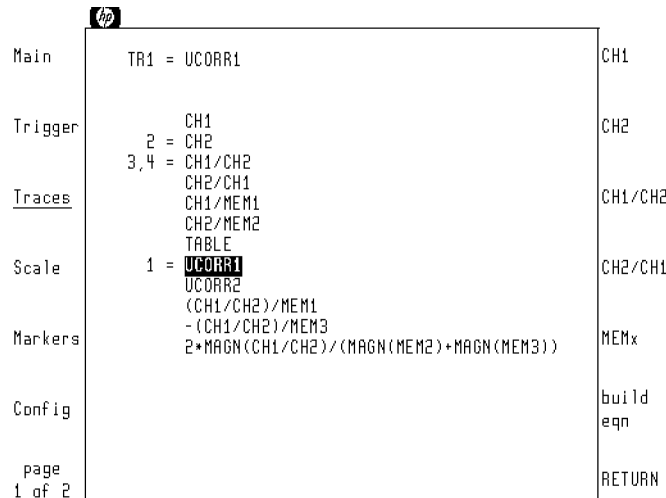 hp
Main
Trigger
Traces
Scale
Markers
Config
page
1 of 2
TR1 = UCORR1
CH1
2 = CH2
3,4 = CH1/CH2
CH2/CH1
CH1/MEM1
CH2/MEM2
TABLE
1 = UCORR1
UCORR2
(CH1/CH2)/MEM1
-(CH1/CH2)/MEM3
2*MAGN(CH1/CH2)/(MAGN(MEM2)+MAGN(MEM3))
CH1
CH2
CH1/CH2
CH2/CH1
MEMx
build
eqn
RETURN